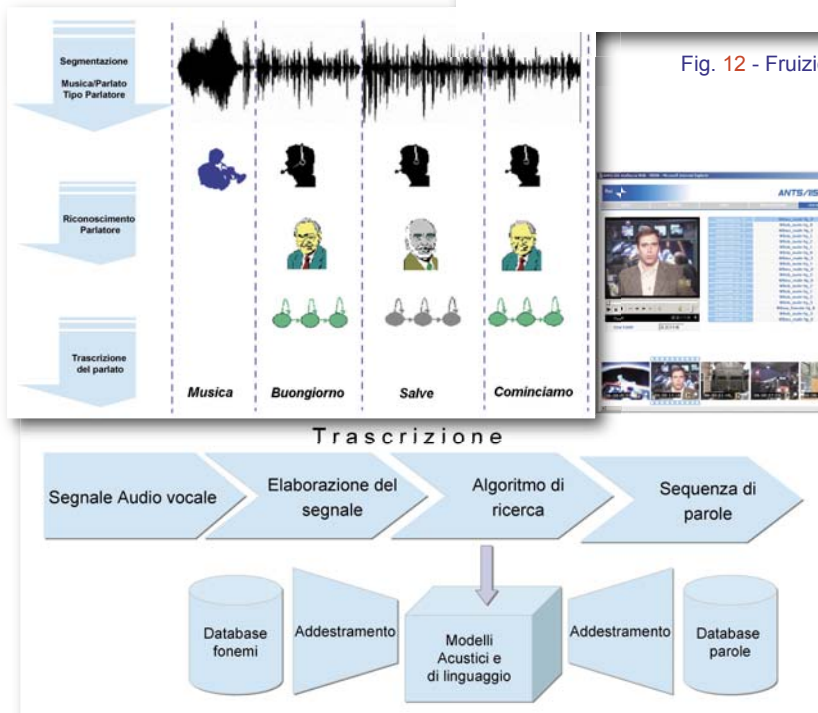 Segmentazione
Musica/Parlato
Tipo Parlatore
Riconoscimento
Parlatore
Trascrizione
del parlato
Musica
Buongiorno
Salve
Cominciamo
Fig. 12 - Fruizio
Rai
ANTS/
Trascrizione
Segnale Audio vocale
Elaborazione del
segnale
Algoritmo di
ricerca
Sequenza di
parole
Database
fonemi
Addestramento
Modelli
Acustici e
di linguaggio
Addestramento
Database
parole